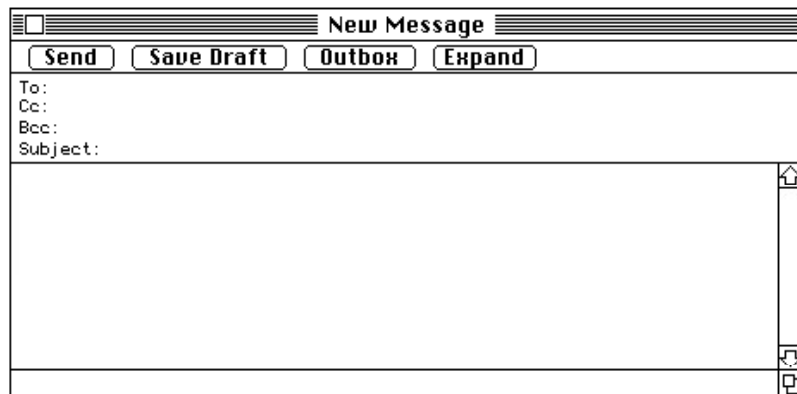 New Message
Send Save Draft Outbox Expand
To:
Cc:
Bcc:
Subject: